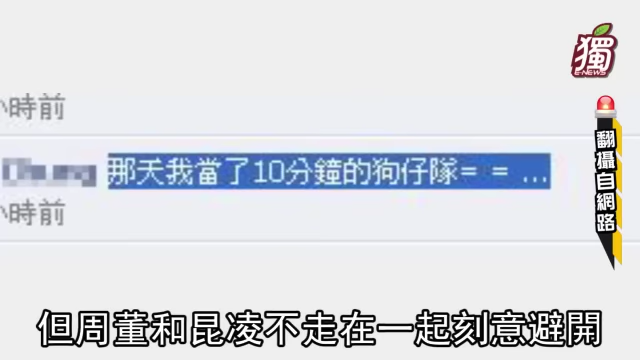 獨
E-NEWS
小時前
翻攝自網路
那天我當了10分鐘的狗仔隊= = ...
小時前
但周董和昆凌不走在一起刻意避開